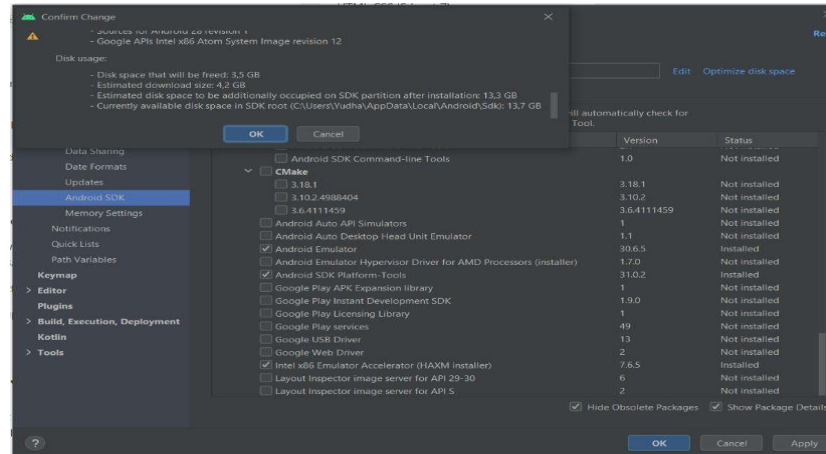 Confirm Change
- Sources for Android 28 revision 1
- Google APIs Intel x86 Atom System Image revision 12
Disk usage:
- Disk space that will be freed: 3,5 GB
- Estimated download size: 4,2 GB
- Estimated disk space to be additionally occupied on SDK partition after installation: 13,3 GB
- Currently available disk space in SDK root (C:\Users\Yudha\AppData\Local\Android\Sdk): 13,7 GB
OK Cancel
Re
Edit Optimize disk space
will automatically check for
Tool.
Data Sharing
Date Formats
Updates
Android SDK
Memory Settings
Notifications
Quick Lists
Path Variables
Keymap
> Editor
Plugins
> Build, Execution, Deployment
Kotlin
> Tools
Version Status
Android SDK Command-line Tools 1.0 Not installed
CMake
3.18.1 3.18.1 Not installed
3.10.2.4988404 3.10.2 Not installed
3.6.4111459 3.6.4111459 Not installed
Android Auto API Simulators 1 Not installed
Android Auto Desktop Head Unit Emulator 1.1 Not installed
Android Emulator 30.6.5 Installed
Android Emulator Hypervisor Driver for AMD Processors (installer) 1.7.0 Not installed
Android SDK Platform-Tools 31.0.2 Installed
Google Play APK Expansion library 1 Not installed
Google Play Instant Development SDK 1.9.0 Not installed
Google Play Licensing Library 1 Not installed
Google Play services 49 Not installed
Google USB Driver 13 Not installed
Google Web Driver 2 Not installed
Intel x86 Emulator Accelerator (HAXM installer) 7.6.5 Installed
Layout Inspector image server for API 29-30 6 Not installed
Layout Inspector image server for API S 2 Not installed
Hide Obsolete Packages Show Package Details
? OK Cancel Apply